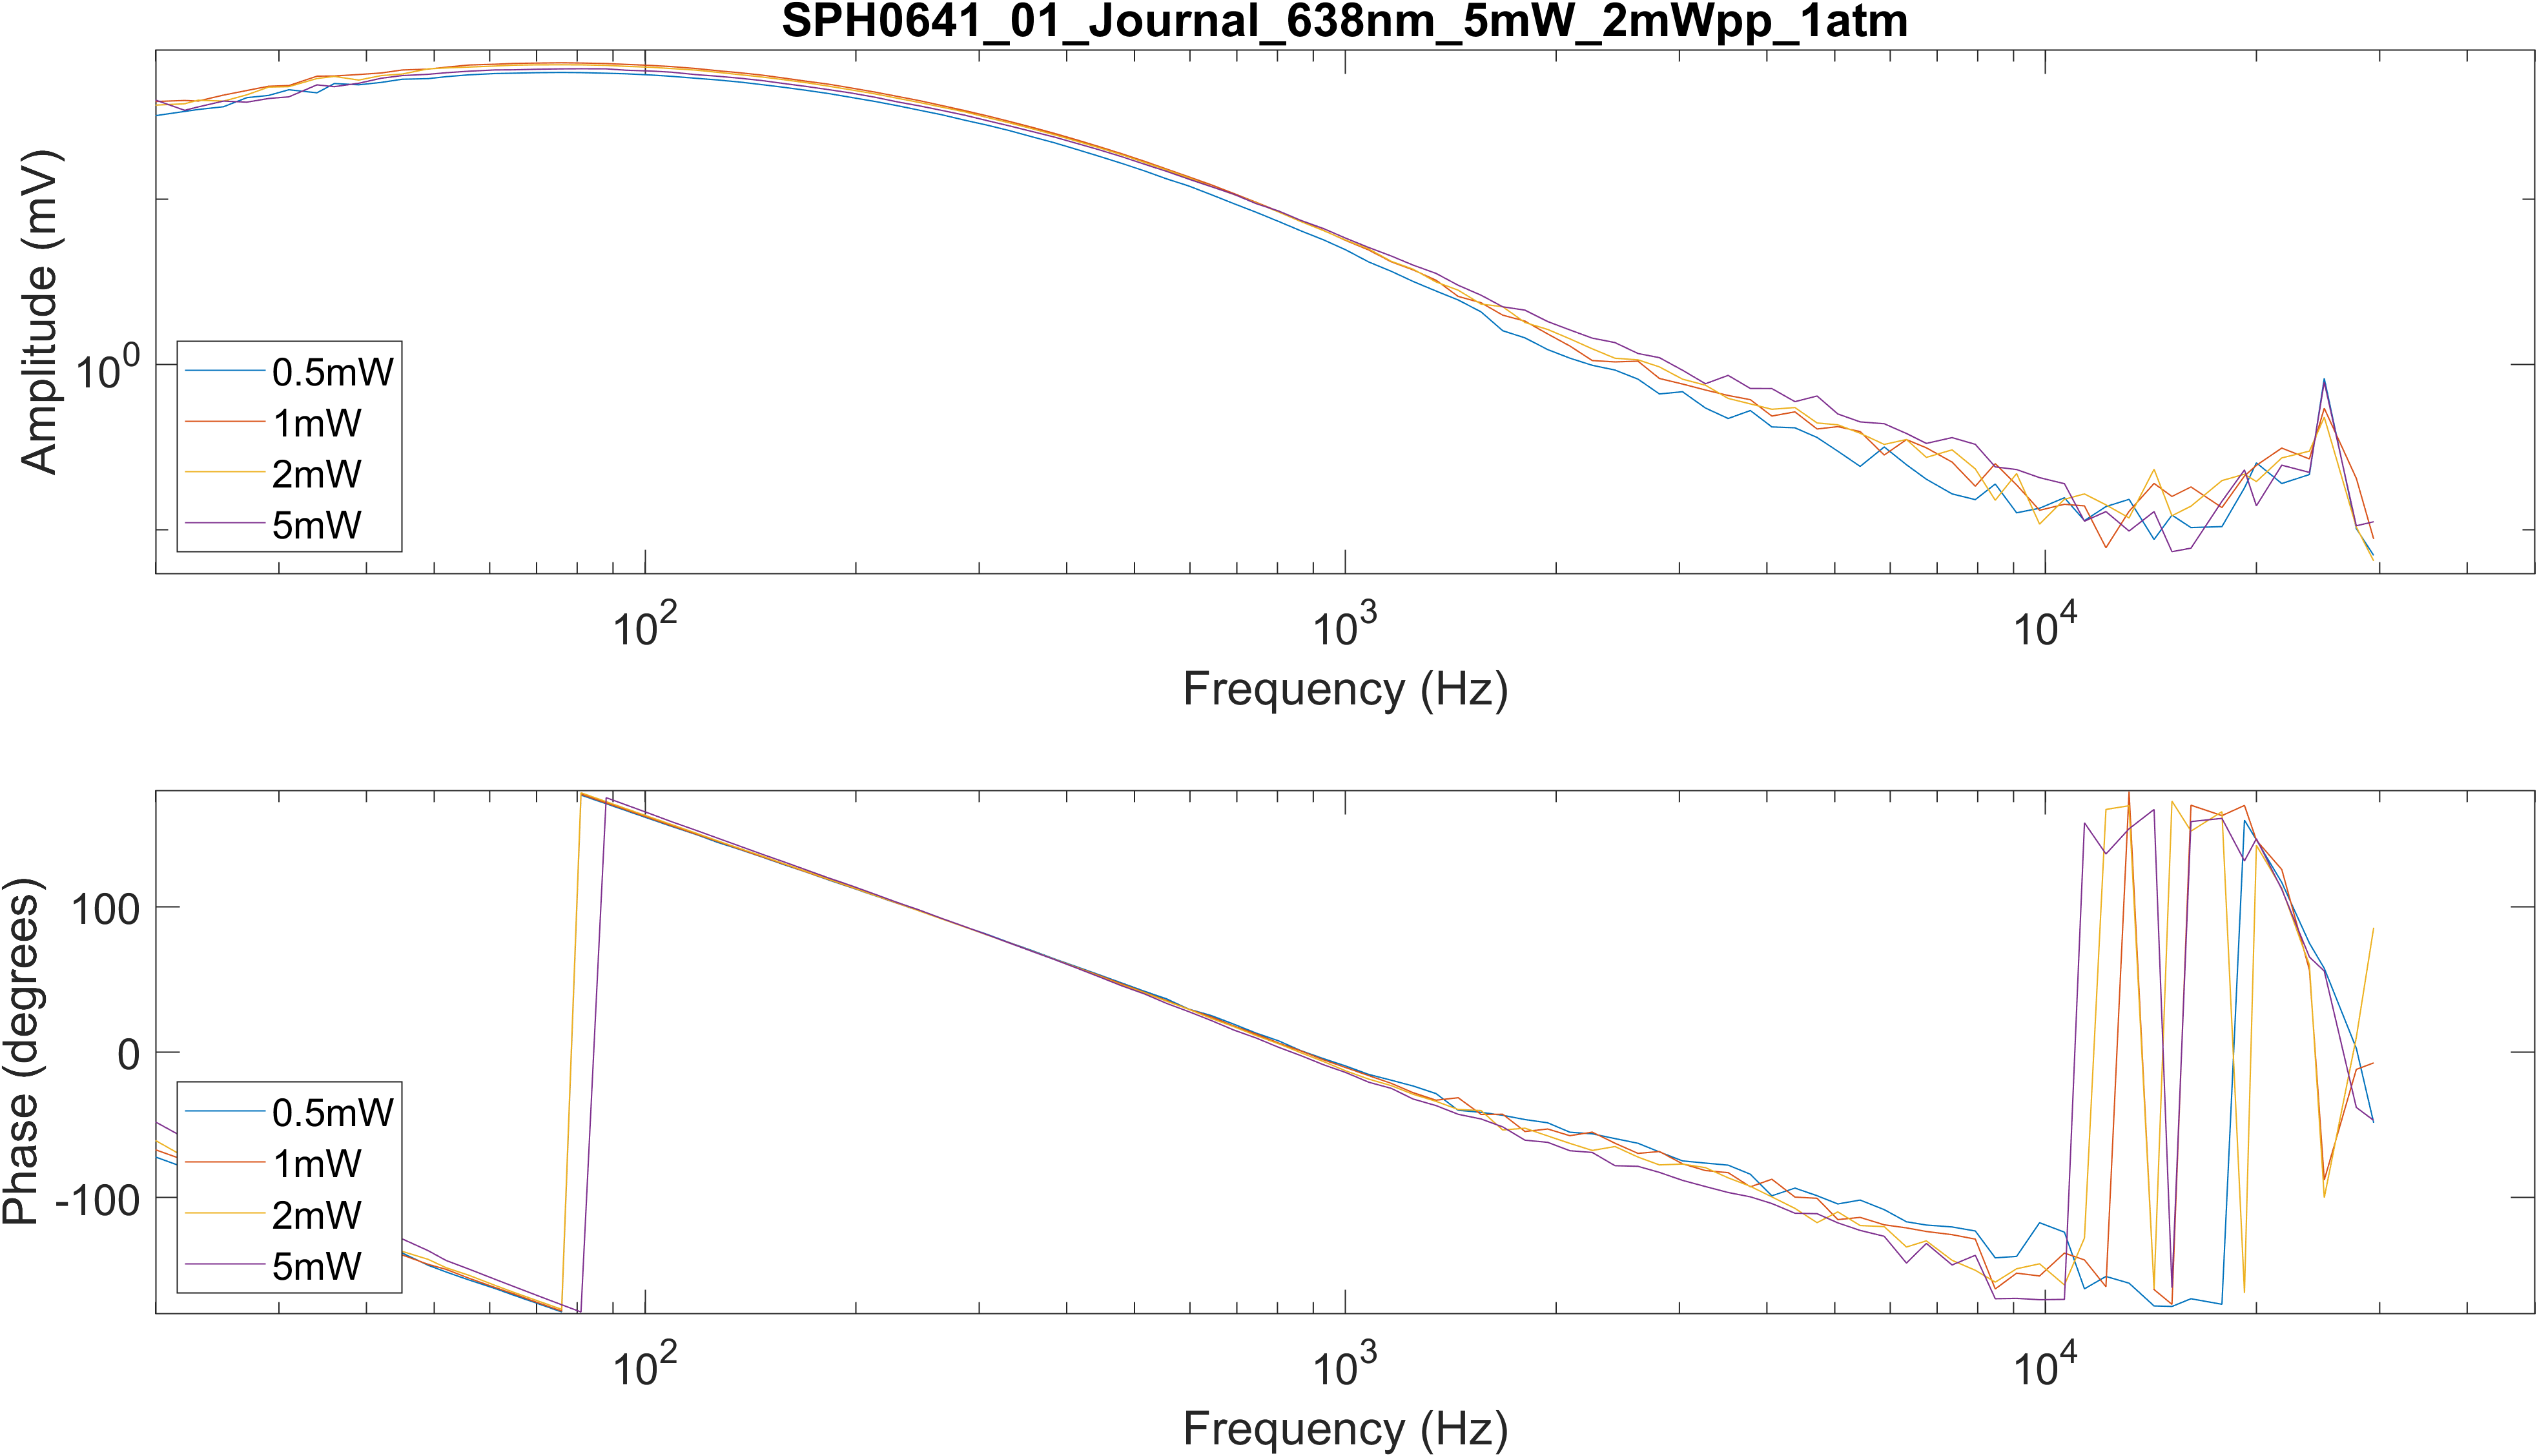 SPH0641_01_Journal_638nm_5mW_2mWpp_1atm
Amplitude (mV)
10^0
0.5mW
1mW
2mW
5mW
10^2 10^3 10^4
Frequency (Hz)
Phase (degrees)
100
0
-100
0.5mW
1mW
2mW
5mW
10^2 10^3 10^4
Frequency (Hz)